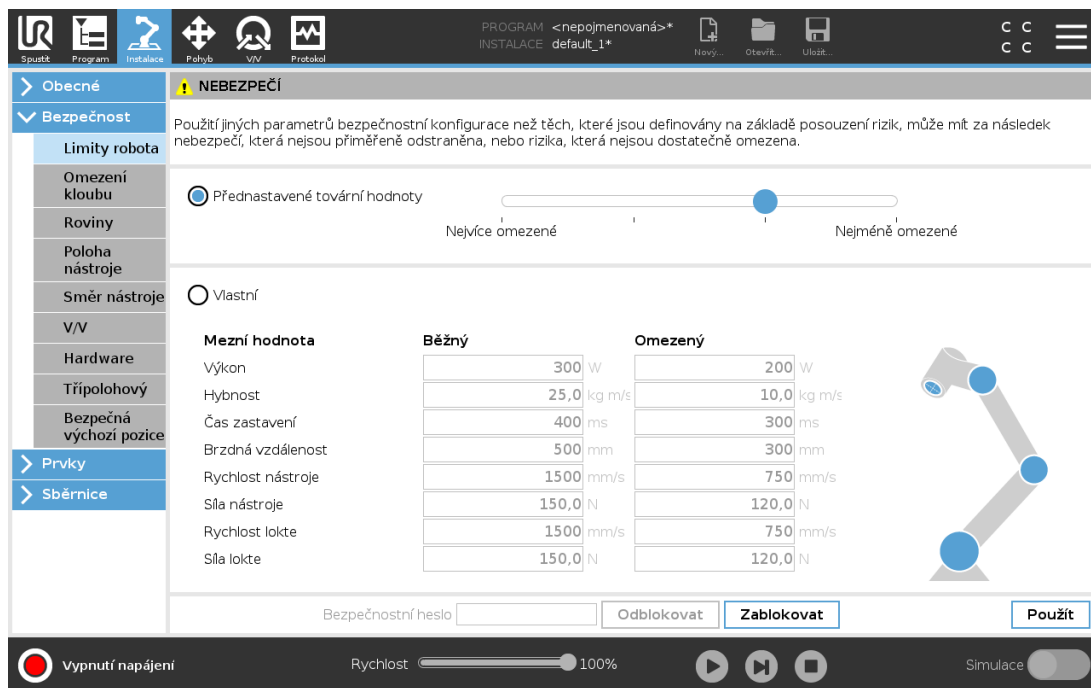 UR
PROGRAM <nepojmenovaná>*
INSTALACE default_1*
C C
C C
Spustit Program Instalace Pohyb V/V Protokol Nový... Otevřít... Uložit...
Obecné
Bezpečnost
Limity robota
Omezení
kloubu
Roviny
Poloha
nástroje
Směr nástroje
V/V
Hardware
Třípolohový
Bezpečná
výchozí pozice
Prvky
Sběrnice
! NEBEZPEČÍ
Použití jiných parametrů bezpečnostní konfigurace než těch, které jsou definovány na základě posouzení rizik, může mít za následek
nebezpečí, která nejsou přiměřeně odstraněna, nebo rizika, která nejsou dostatečně omezena.
Přednastavené tovární hodnoty
Nejvíce omezené Nejméně omezené
Vlastní
Mezní hodnota Běžný Omezený
Výkon 300 W 200 W
Hybnost 25,0 kg m/s 10,0 kg m/s
Čas zastavení 400 ms 300 ms
Brzdná vzdálenost 500 mm 300 mm
Rychlost nástroje 1500 mm/s 750 mm/s
Síla nástroje 150,0 N 120,0 N
Rychlost lokte 1500 mm/s 750 mm/s
Síla lokte 150,0 N 120,0 N
Bezpečnostní heslo Odblokovat Zablokovat Použít
Vypnutí napájení Rychlost 100% Simulace